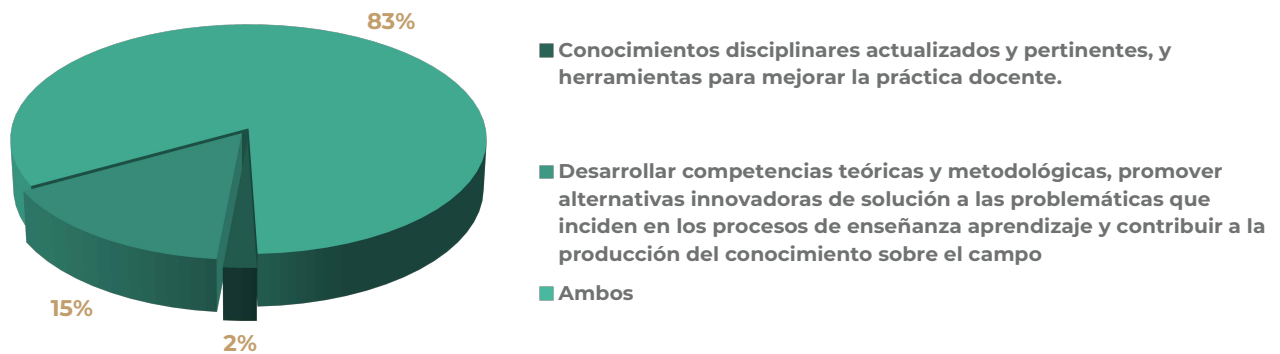 83%
Conocimientos disciplinares actualizados y pertinentes, y
herramientas para mejorar la práctica docente.
Desarrollar competencias teóricas y metodológicas, promover
alternativas innovadoras de solución a las problemáticas que
inciden en los procesos de enseñanza aprendizaje y contribuir a la
producción del conocimiento sobre el campo
Ambos
15%
2%